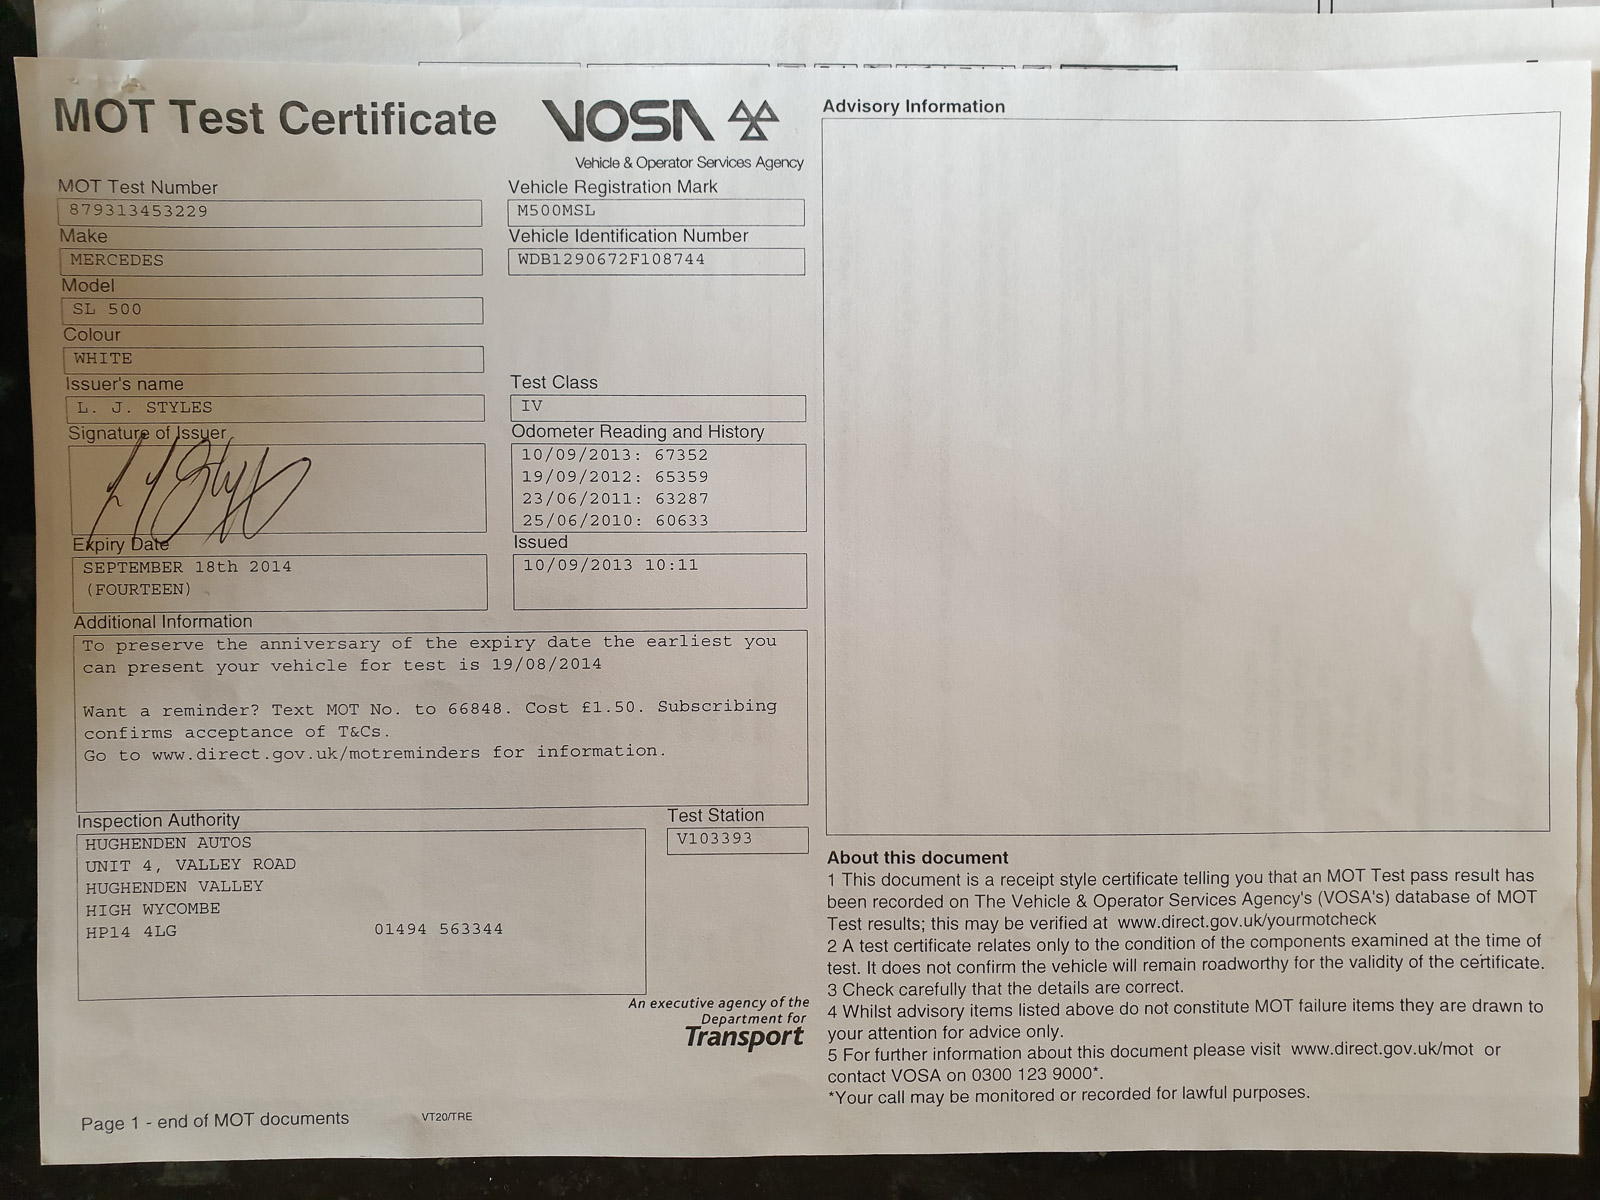 MOT Test Certificate
VOSA
Vehicle & Operator Services Agency
MOT Test Number
879313453229
Vehicle Registration Mark
M500MSL
Make
MERCEDES
Vehicle Identification Number
WDB1290672F108744
Model
SL 500
Colour
WHITE
Issuer's name
L. J. STYLES
Test Class
IV
Signature of Issuer
Odometer Reading and History
10/09/2013: 67352
19/09/2012: 65359
23/06/2011: 63287
25/06/2010: 60633
Expiry Date
SEPTEMBER 18th 2014
(FOURTEEN)
Issued
10/09/2013 10:11
Additional Information
To preserve the anniversary of the expiry date the earliest you
can present your vehicle for test is 19/08/2014
Want a reminder? Text MOT No. to 66848. Cost £1.50. Subscribing
confirms acceptance of T&Cs.
Go to www.direct.gov.uk/motreminders for information.
Inspection Authority
HUGHENDEN AUTOS
UNIT 4, VALLEY ROAD
HUGHENDEN VALLEY
HIGH WYCOMBE
HP14 4LG 01494 563344
Test Station
V103393
An executive agency of the
Department for
Transport
Page 1 - end of MOT documents
VT20/TRE
Advisory Information
About this document
1 This document is a receipt style certificate telling you that an MOT Test pass result has
been recorded on The Vehicle & Operator Services Agency's (VOSA's) database of MOT
Test results; this may be verified at www.direct.gov.uk/yourmotcheck
2 A test certificate relates only to the condition of the components examined at the time of
test. It does not confirm the vehicle will remain roadworthy for the validity of the certificate.
3 Check carefully that the details are correct.
4 Whilst advisory items listed above do not constitute MOT failure items they are drawn to
your attention for advice only.
5 For further information about this document please visit www.direct.gov.uk/mot or
contact VOSA on 0300 123 9000*.
*Your call may be monitored or recorded for lawful purposes.